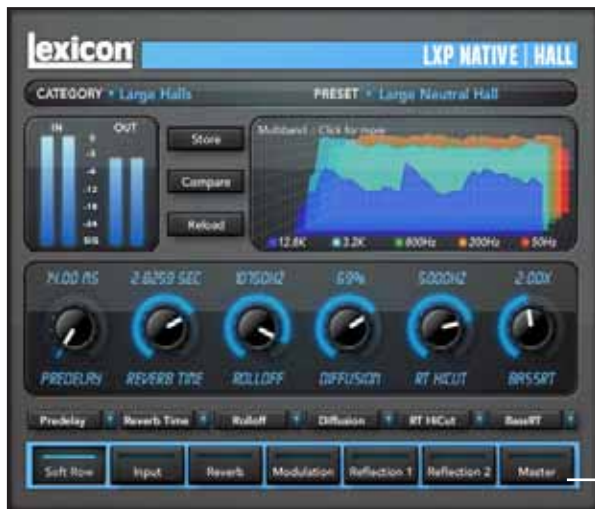 lexicon
LXP NATIVE | HALL
CATEGORY • Large Halls
PRESET • Large Neutral Hall
IN OUT
0
-12
-18
-24
SIG
Store
Compare
Reload
Multiband : Click for more
12.8K 3.2K 800Hz 200Hz 50Hz
14.00 MS 2.6259 SEC 10750HZ 69% 5000HZ 2.00X
PREDELAY REVERB TIME ROLLOFF DIFFUSION RT HICUT BASSRT
Predelay Reverb Time Rolloff Diffusion RT HiCut BassRT
Soft Row Input Reverb Modulation Reflection 1 Reflection 2 Master